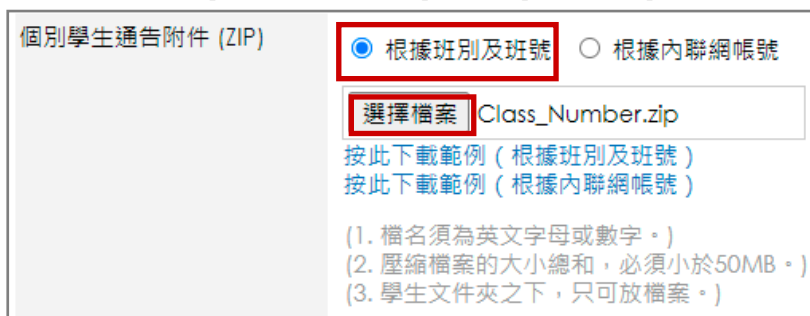 個別學生通告附件 (ZIP)
根據班別及班號 根據內聯網帳號
選擇檔案 Class_Number.zip
按此下載範例 ( 根據班別及班號 )
按此下載範例 ( 根據內聯網帳號 )
(1. 檔名須為英文字母或數字。)
(2. 壓縮檔案的大小總和，必須小於50MB。)
(3. 學生文件夾之下，只可放檔案。)